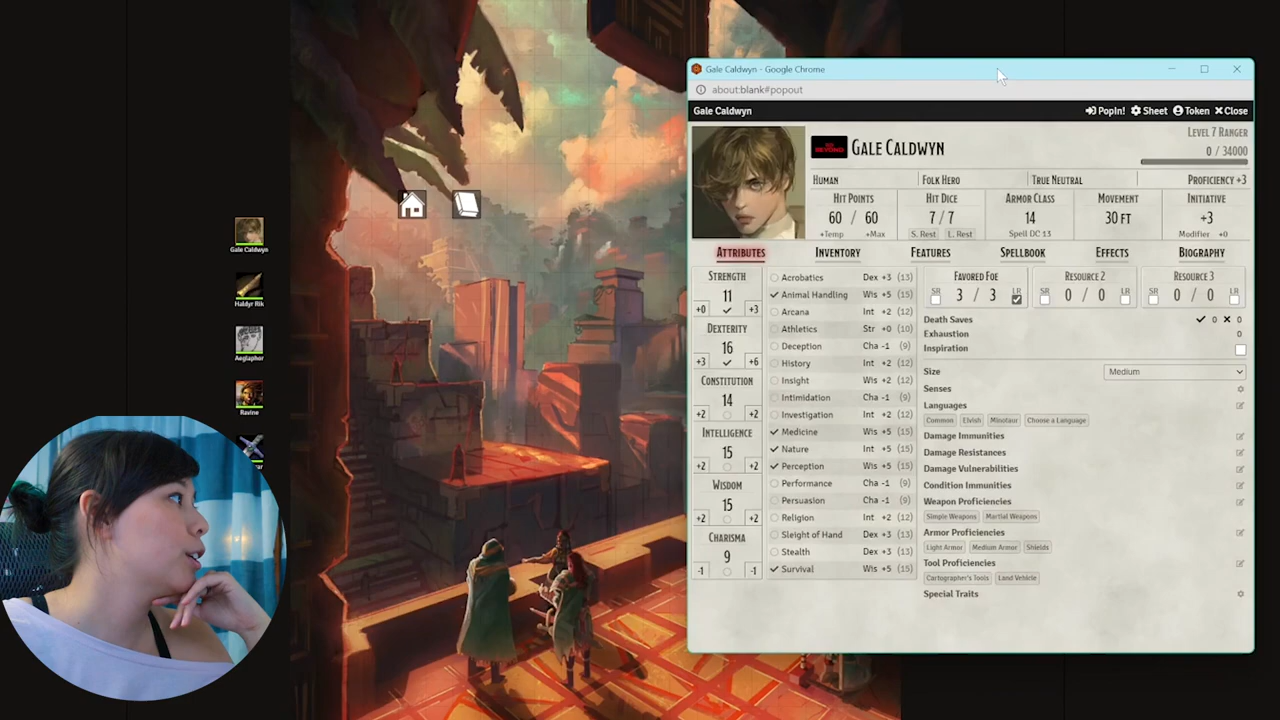 Gale Caldwyn - Google Chrome
about:blank#popout
Gale Caldwyn
PopIn! Sheet Token Close
BEYOND
Gale Caldwyn
Level 7 Ranger
0 / 34000
Human Folk Hero True Neutral Proficiency +3
Hit Points Hit Dice Armor Class Movement Initiative
60 / 60 7 / 7 14 30 ft +3
+Temp +Max S. Rest L. Rest Spell DC 13 Modifier +0
Attributes Inventory Features Spellbook Effects Biography
Strength
11
+0 +3
Dexterity
16
+3 +6
Constitution
14
+2 +2
Intelligence
15
+2 +2
Wisdom
15
+2 +2
Charisma
9
-1 -1
Acrobatics Dex +3 (13)
Animal Handling Wis +5 (15)
Arcana Int +2 (12)
Athletics Str +0 (10)
Deception Cha -1 (9)
History Int +2 (12)
Insight Wis +2 (12)
Intimidation Cha -1 (9)
Investigation Int +2 (12)
Medicine Wis +5 (15)
Nature Int +5 (15)
Perception Wis +5 (15)
Performance Cha -1 (9)
Persuasion Cha -1 (9)
Religion Int +2 (12)
Sleight of Hand Dex +3 (13)
Stealth Dex +3 (13)
Survival Wis +5 (15)
Favored Foe Resource 2 Resource 3
SR 3 / 3 LR SR 0 / 0 LR SR 0 / 0 LR
Death Saves 0 0
Exhaustion 0
Inspiration
Size Medium
Senses
Languages
Common Elvish Minotaur Choose a Language
Damage Immunities
Damage Resistances
Damage Vulnerabilities
Condition Immunities
Weapon Proficiencies
Simple Weapons Martial Weapons
Armor Proficiencies
Light Armor Medium Armor Shields
Tool Proficiencies
Cartographer's Tools Land Vehicle
Special Traits
Gale Caldwyn
Haldyr Rik
Aeglaphor
Ravine